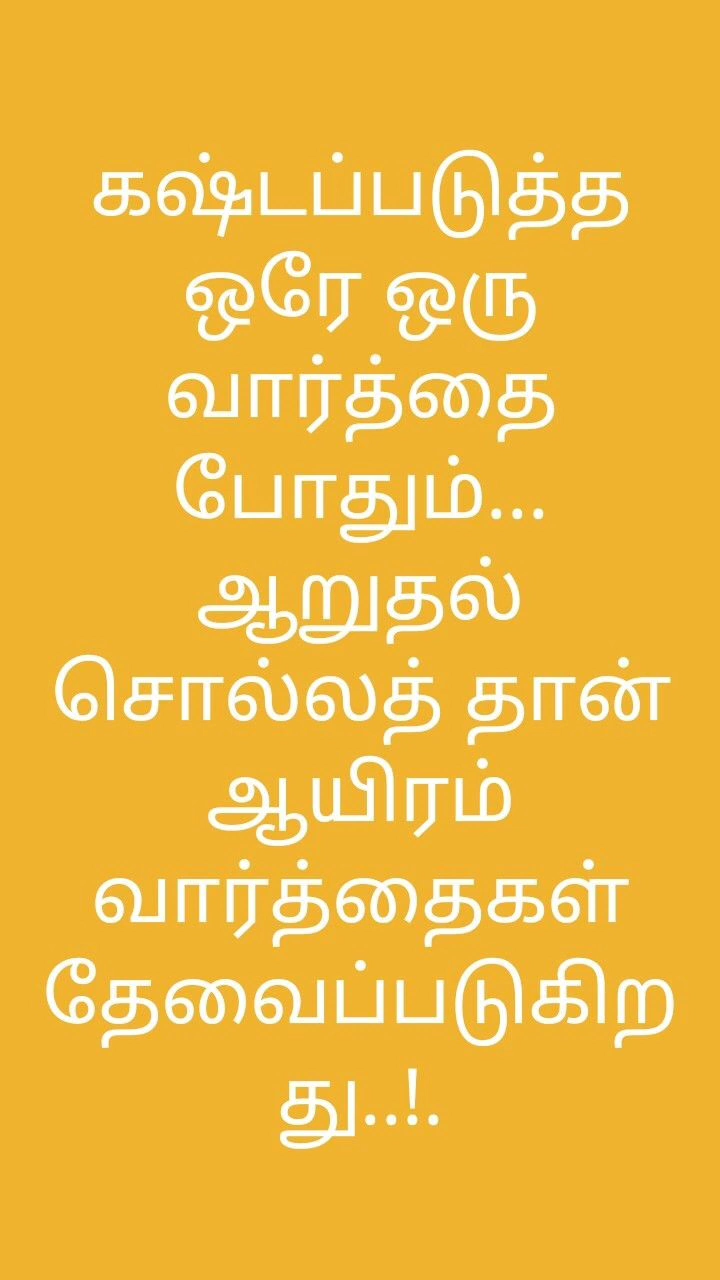 கஷ்டப்படுத்த
ஒரே ஒரு
வார்த்தை
போதும்...
ஆறுதல்
சொல்லத் தான்
ஆயிரம்
வார்த்தைகள்
தேவைப்படுகிற
து..!.